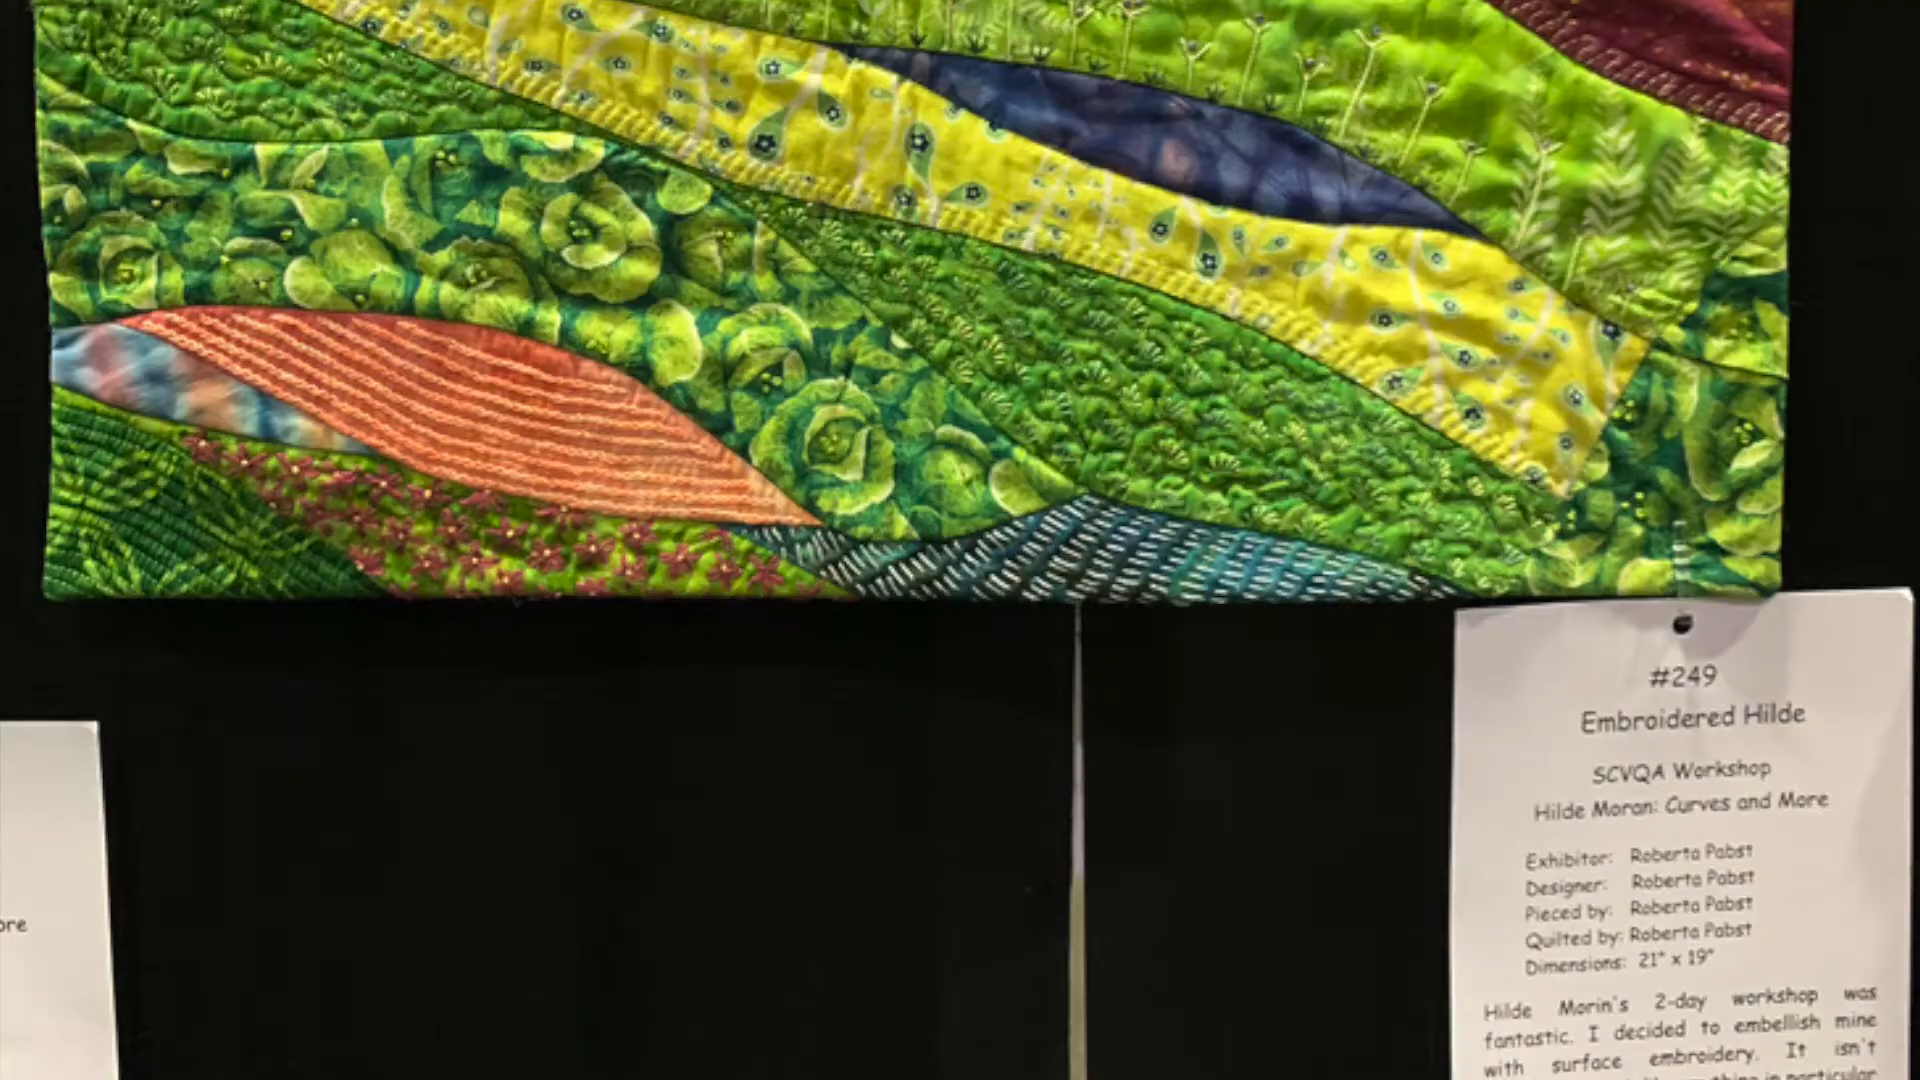 #249
Embroidered Hilde
SCVQA Workshop
Hilde Moran: Curves and More
Exhibitor: Roberta Pabst
Designer: Roberta Pabst
Pieced by: Roberta Pabst
Quilted by: Roberta Pabst
Dimensions: 21" x 19"
Hilde Morin's 2-day workshop was
fantastic. I decided to embellish mine
with surface embroidery. It isn't
in particular
ore